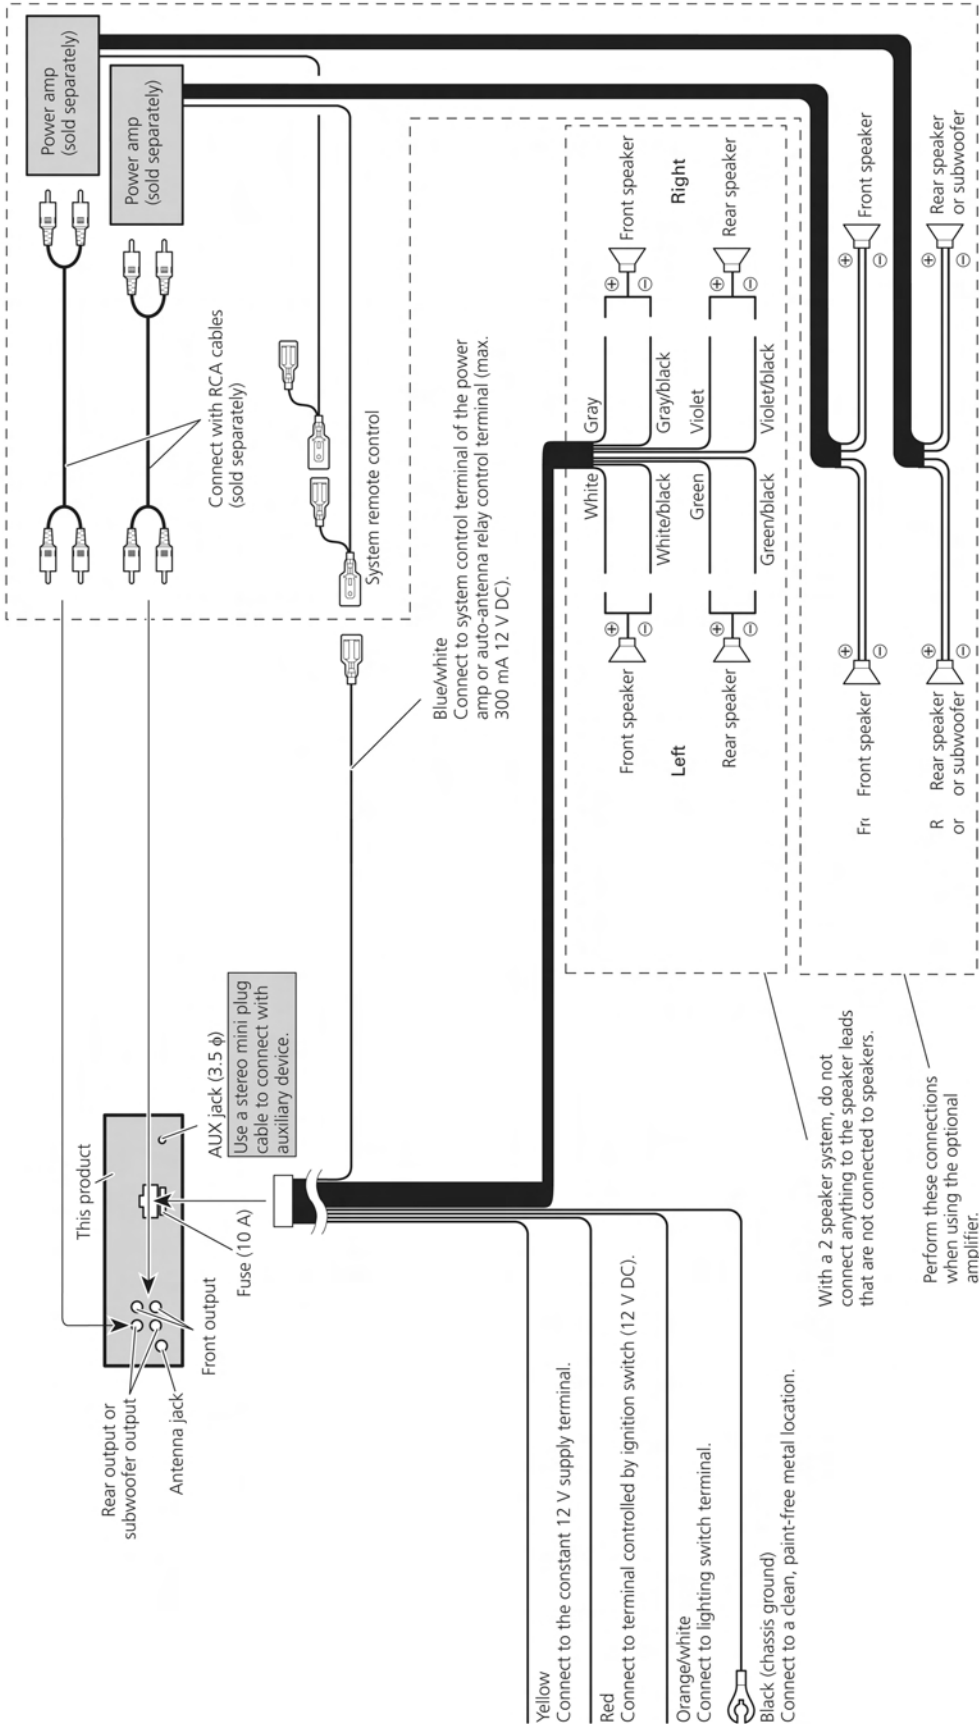 This product
Rear output or
subwoofer output
Antenna jack
Front output
Fuse (10 A)
AUX jack (3.5 ϕ)
Use a stereo mini plug
cable to connect with
auxiliary device.
Power amp
(sold separately)
Power amp
(sold separately)
Connect with RCA cables
(sold separately)
System remote control
Blue/white
Connect to system control terminal of the power
amp or auto-antenna relay control terminal (max.
300 mA 12 V DC).
Yellow
Connect to the constant 12 V supply terminal.
Red
Connect to terminal controlled by ignition switch (12 V DC).
Orange/white
Connect to lighting switch terminal.
Black (chassis ground)
Connect to a clean, paint-free metal location.
White
Gray
Front speaker
⊕
⊖
White/black
Gray/black
⊕
⊖
Front speaker
Left
Right
Green
Violet
Rear speaker
⊕
⊖
Green/black
Violet/black
⊕
⊖
Rear speaker
With a 2 speaker system, do not
connect anything to the speaker leads
that are not connected to speakers.
Fr
Front speaker
⊕
⊖
⊕
⊖
Front speaker
R
or
Rear speaker
or subwoofer
⊕
⊖
⊕
⊖
Rear speaker
or subwoofer
Perform these connections
when using the optional
amplifier.